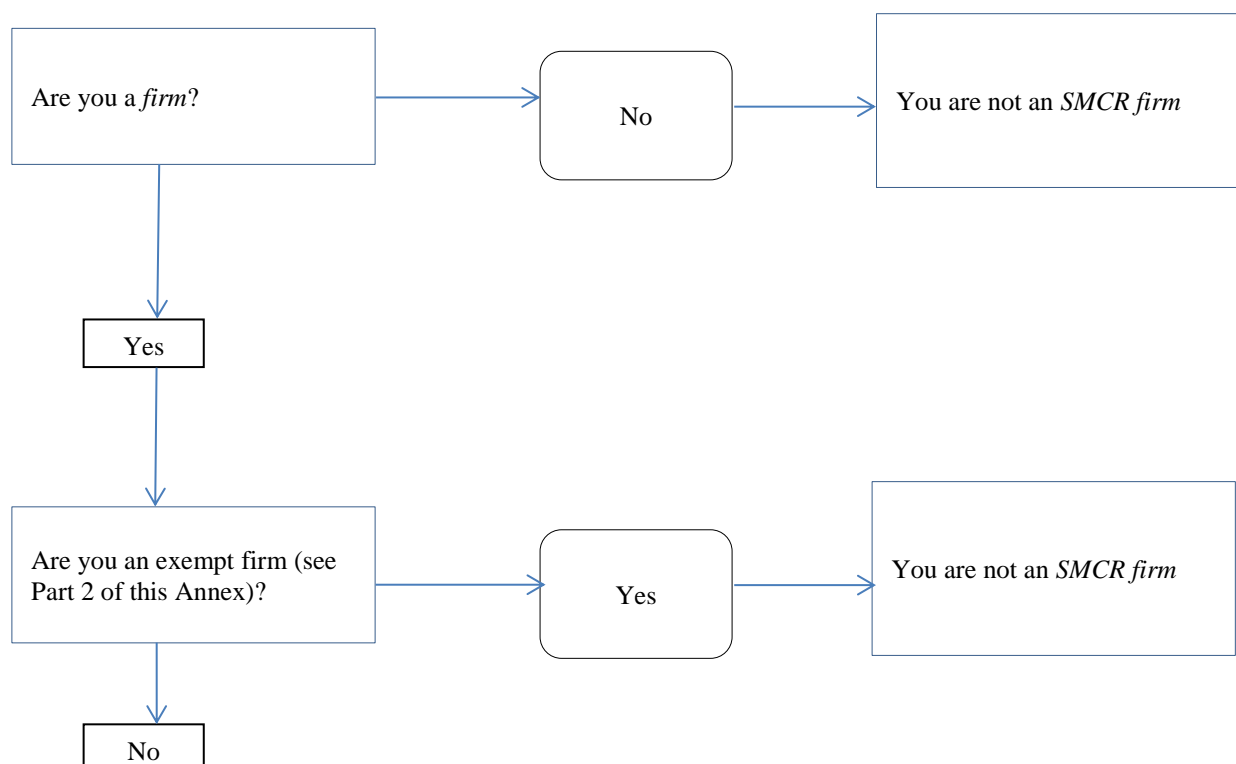 Are you a firm?
No
You are not an SMCR firm
Yes
Are you an exempt firm (see
Part 2 of this Annex)?
Yes
You are not an SMCR firm
No